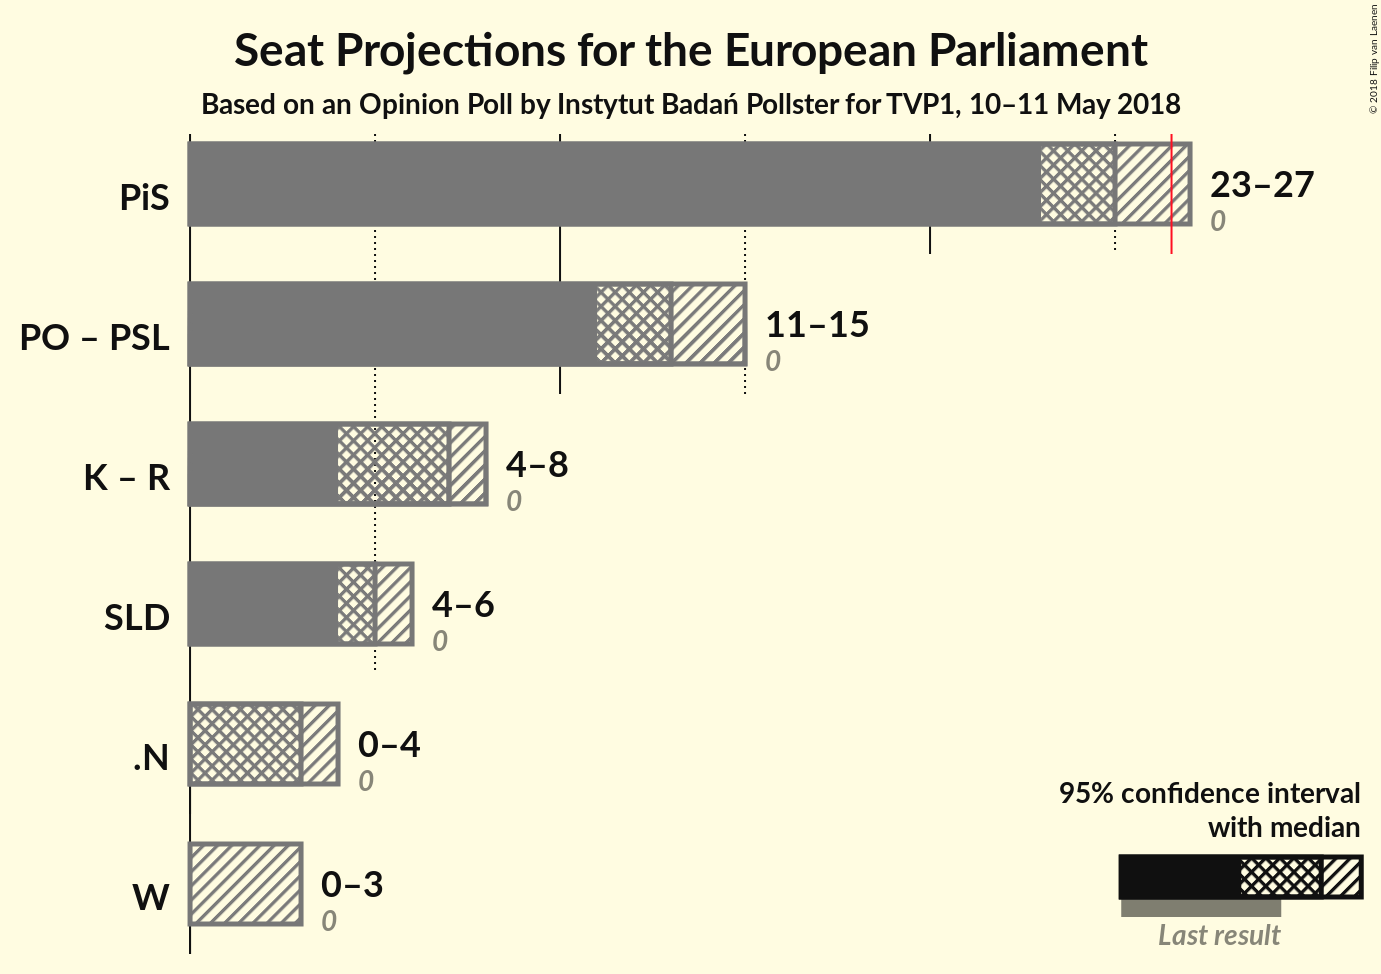 Seat Projections for the European Parliament
Based on an Opinion Poll by Instytut Badań Pollster for TVP1, 10–11 May 2018
© 2018 Filip van Laenen
PiS
23–27
0
PO – PSL
11–15
0
K – R
4–8
0
SLD
4–6
0
.N
0–4
0
W
0–3
0
95% confidence interval
with median
Last result